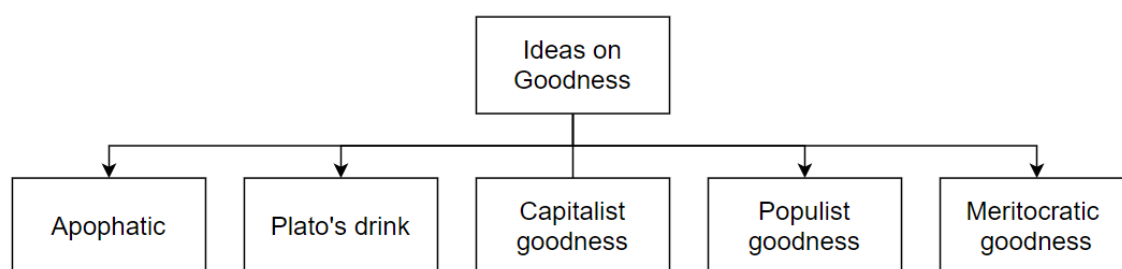 Ideas on
Goodness
Apophatic
Plato's drink
Capitalist
goodness
Populist
goodness
Meritocratic
goodness